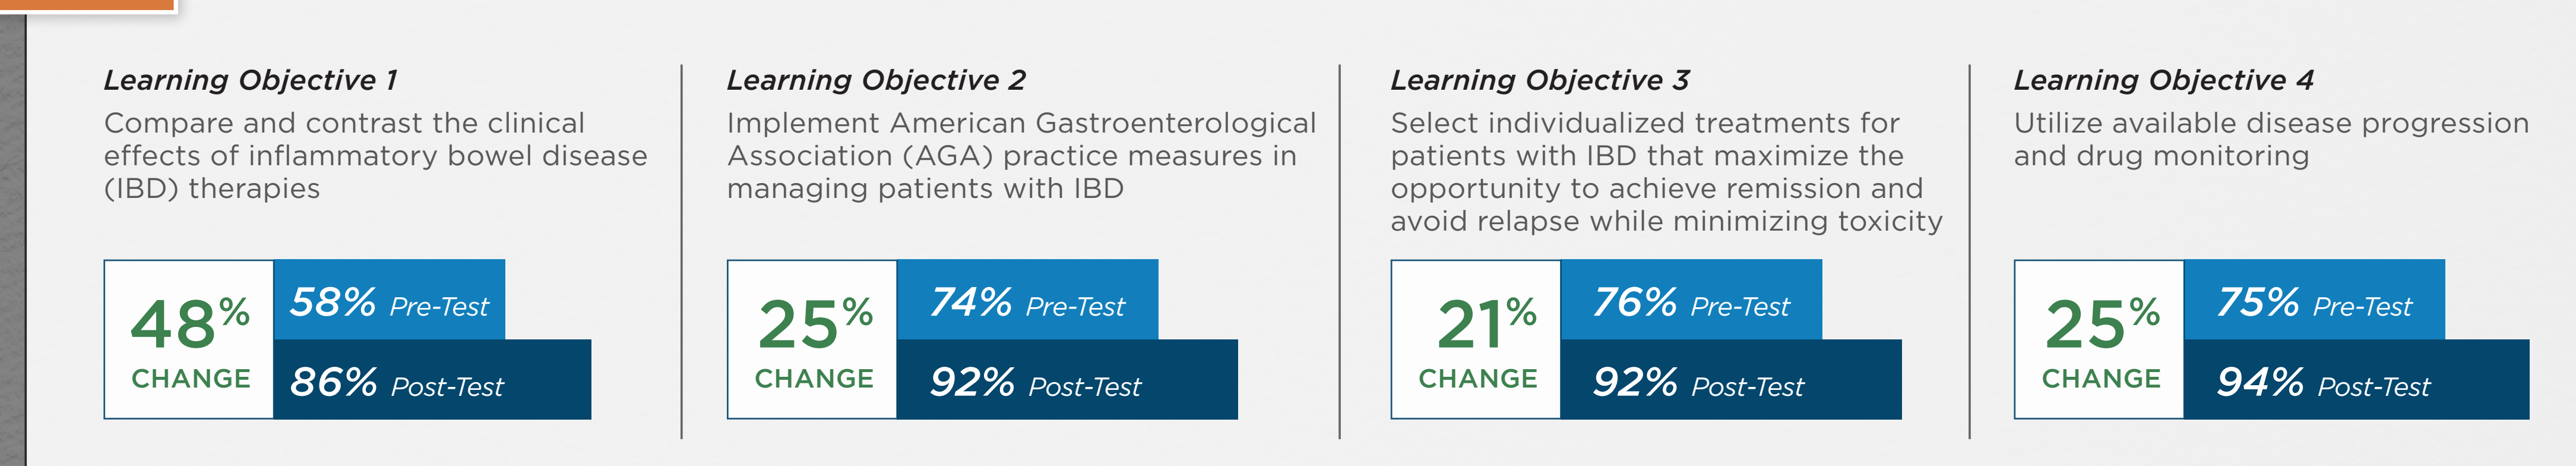 Learning Objective 1
Compare and contrast the clinical
effects of inflammatory bowel disease
(IBD) therapies
48%
CHANGE
58% Pre-Test
86% Post-Test
Learning Objective 2
Implement American Gastroenterological
Association (AGA) practice measures in
managing patients with IBD
25%
CHANGE
74% Pre-Test
92% Post-Test
Learning Objective 3
Select individualized treatments for
patients with IBD that maximize the
opportunity to achieve remission and
avoid relapse while minimizing toxicity
21%
CHANGE
76% Pre-Test
92% Post-Test
Learning Objective 4
Utilize available disease progression
and drug monitoring
25%
CHANGE
75% Pre-Test
94% Post-Test